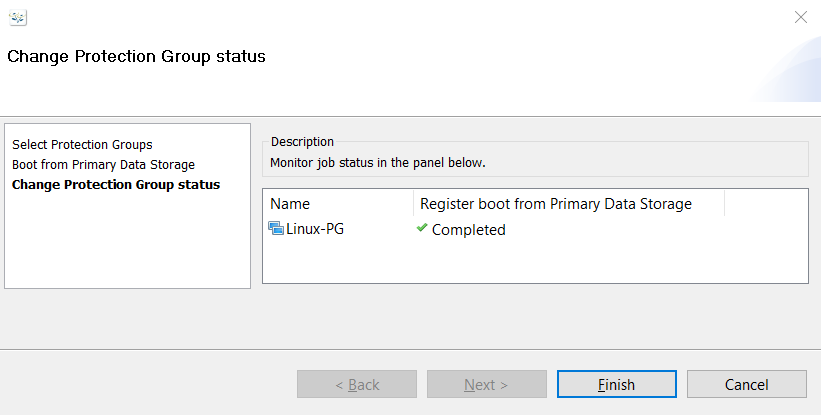 Change Protection Group status
Select Protection Groups
Boot from Primary Data Storage
Change Protection Group status
Description
Monitor job status in the panel below.
Name Register boot from Primary Data Storage
Linux-PG Completed
< Back Next > Finish Cancel